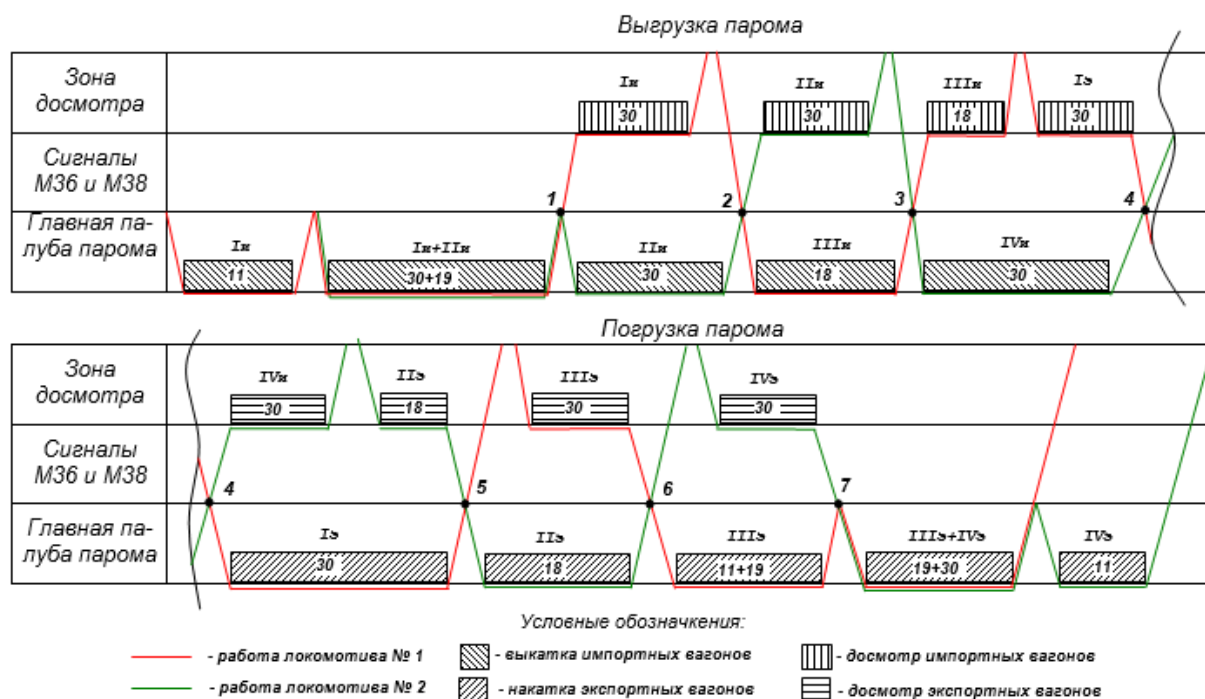 Выгрузка парома
Зона
досмотра
Iи
30
IIи
30
IIIи
18
Iэ
30
Сигналы
М36 и М38
1
2
3
4
Главная па-
луба парома
Iи
11
Iи+IIи
30+19
IIи
30
IIIи
18
IVи
30
Погрузка парома
Зона
досмотра
IVи
30
IIэ
18
IIIэ
30
IVэ
30
Сигналы
М36 и М38
4
5
6
7
Главная па-
луба парома
Iэ
30
IIэ
18
IIIэ
11+19
IIIэ+IVэ
19+30
IVэ
11
Условные обозначкения:
- работа локомотива № 1
- выкатка импортных вагонов
- досмотр импортных вагонов
- работа локомотива № 2
- накатка экспортных вагонов
- досмотр экспортных вагонов